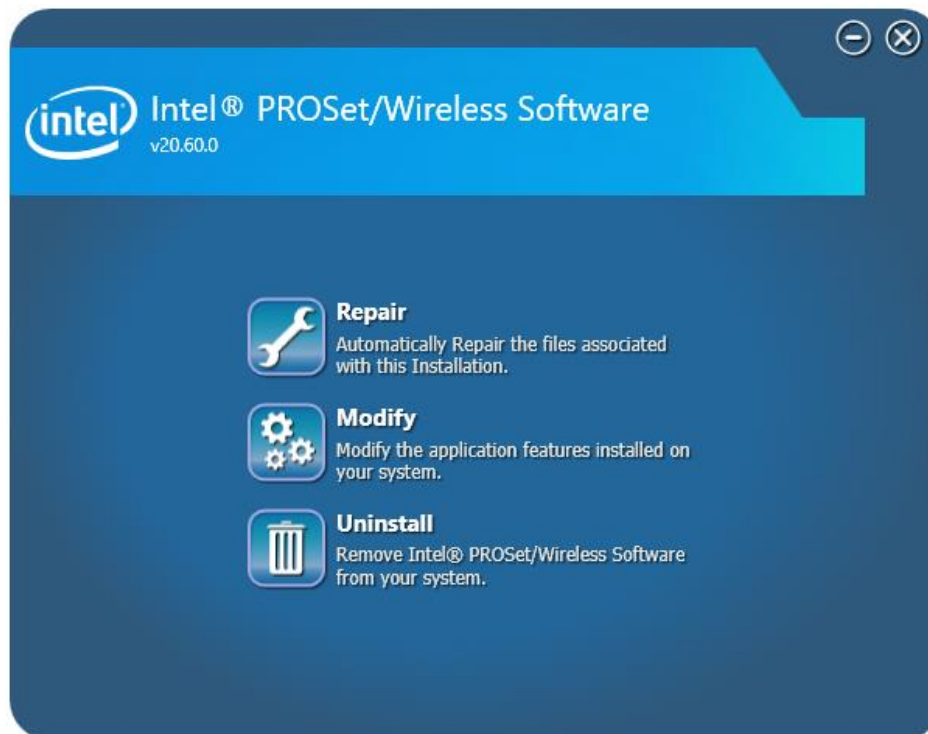 intel
Intel® PROSet/Wireless Software
v20.60.0
Repair
Automatically Repair the files associated
with this Installation.
Modify
Modify the application features installed on
your system.
Uninstall
Remove Intel® PROSet/Wireless Software
from your system.